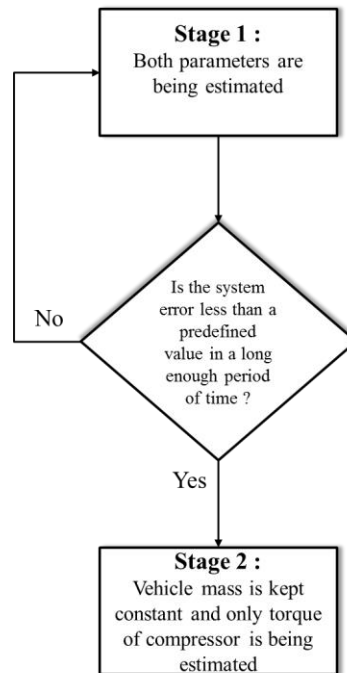 Stage 1 :
Both parameters are
being estimated
Is the system
error less than a
predefined
value in a long
enough period
of time ?
No
Yes
Stage 2 :
Vehicle mass is kept
constant and only torque
of compressor is being
estimated